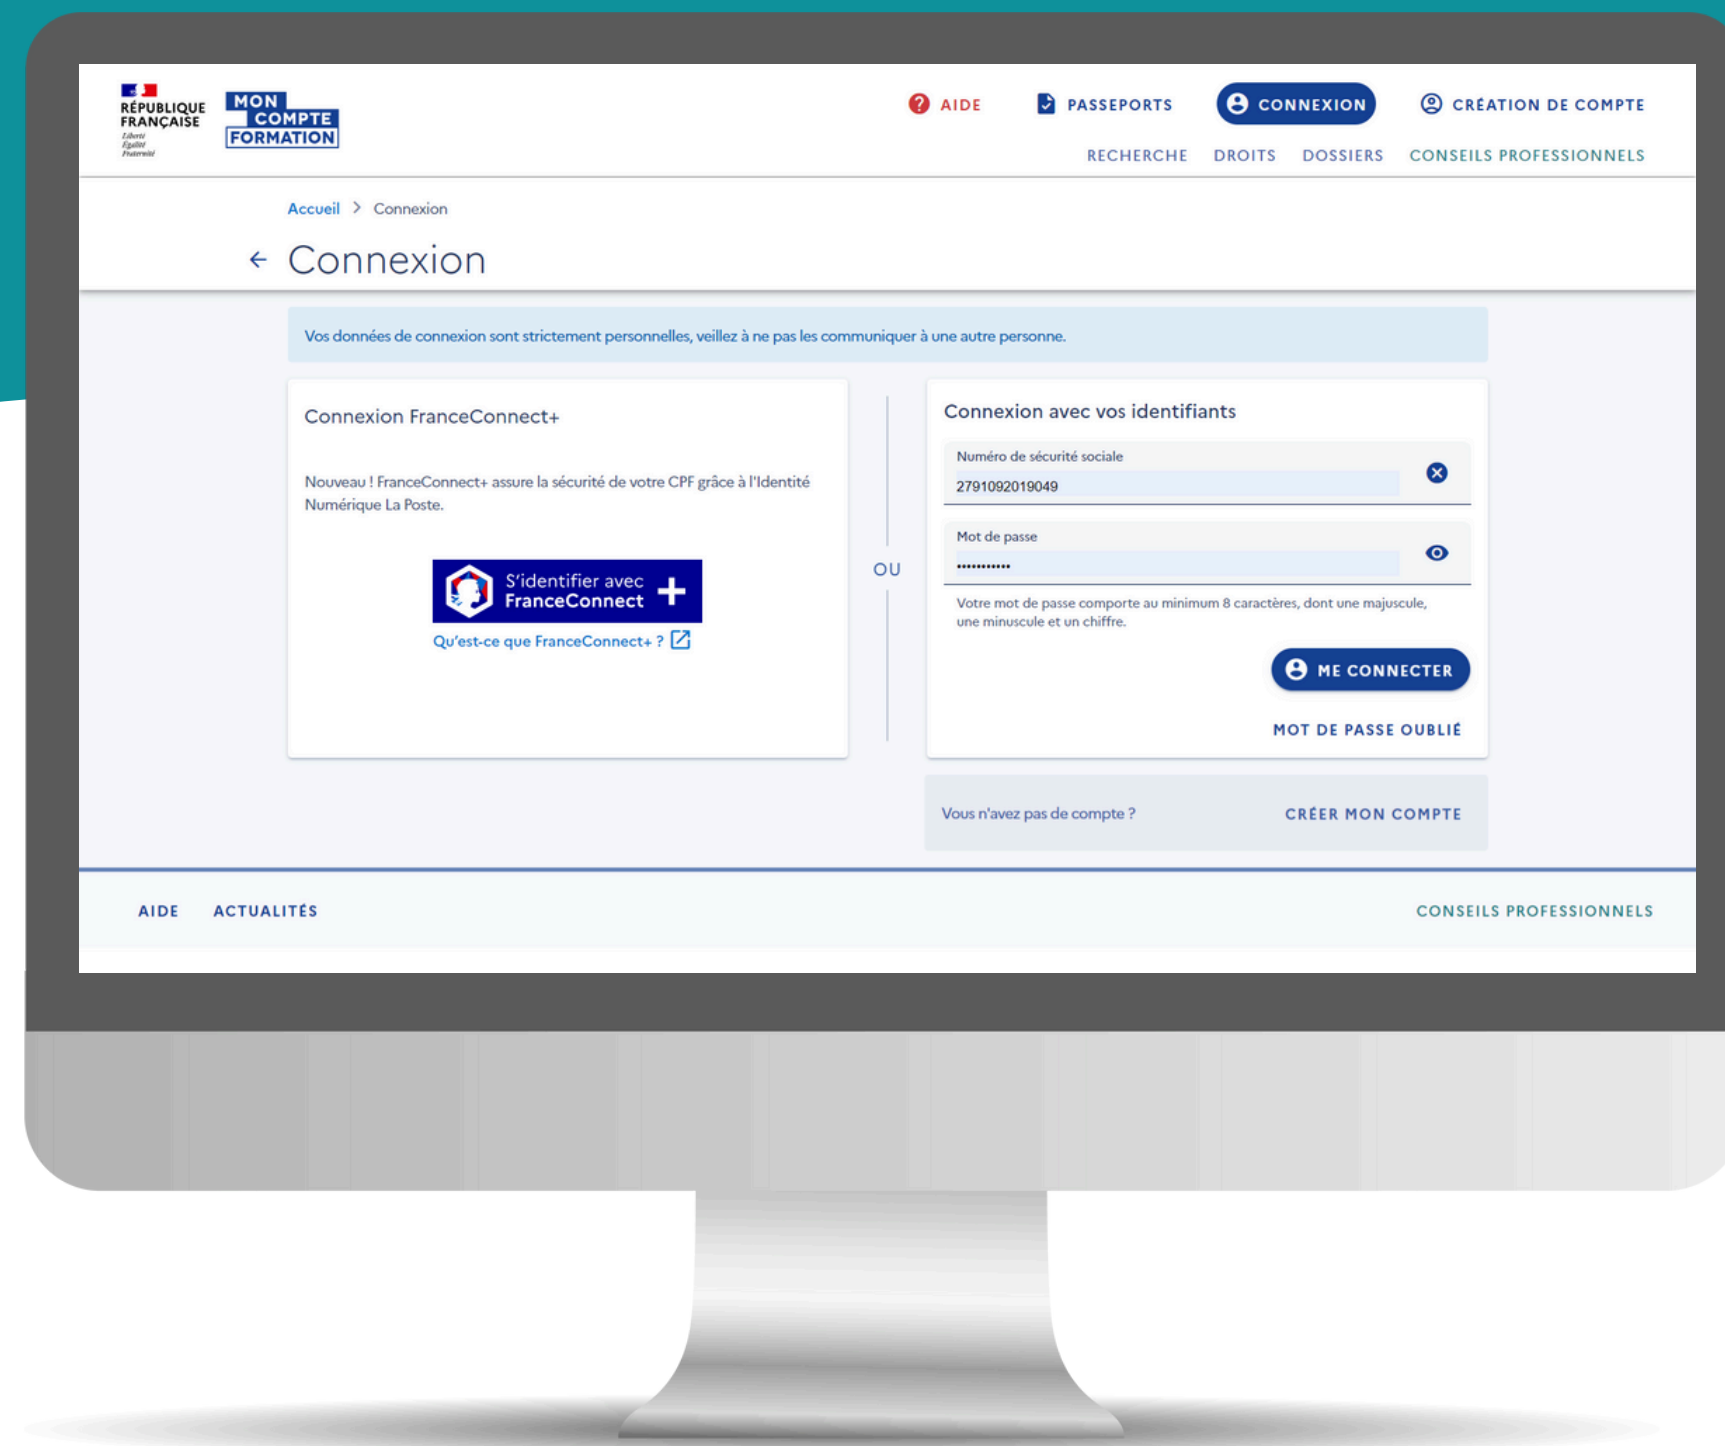 RÉPUBLIQUE
FRANÇAISE
Liberté
Égalité
Fraternité
MON
COMPTE
FORMATION
AIDE
PASSEPORTS
CONNEXION
CRÉATION DE COMPTE
RECHERCHE DROITS DOSSIERS CONSEILS PROFESSIONNELS
Accueil > Connexion
← Connexion
Vos données de connexion sont strictement personnelles, veillez à ne pas les communiquer à une autre personne.
Connexion FranceConnect+
Nouveau ! FranceConnect+ assure la sécurité de votre CPF grâce à l'Identité
Numérique La Poste.
S'identifier avec
FranceConnect +
Qu'est-ce que FranceConnect+ ?
OU
Connexion avec vos identifiants
Numéro de sécurité sociale
2791092019049
Mot de passe
•••••••••••
Votre mot de passe comporte au minimum 8 caractères, dont une majuscule,
une minuscule et un chiffre.
ME CONNECTER
MOT DE PASSE OUBLIÉ
Vous n'avez pas de compte ?
CRÉER MON COMPTE
AIDE ACTUALITÉS
CONSEILS PROFESSIONNELS